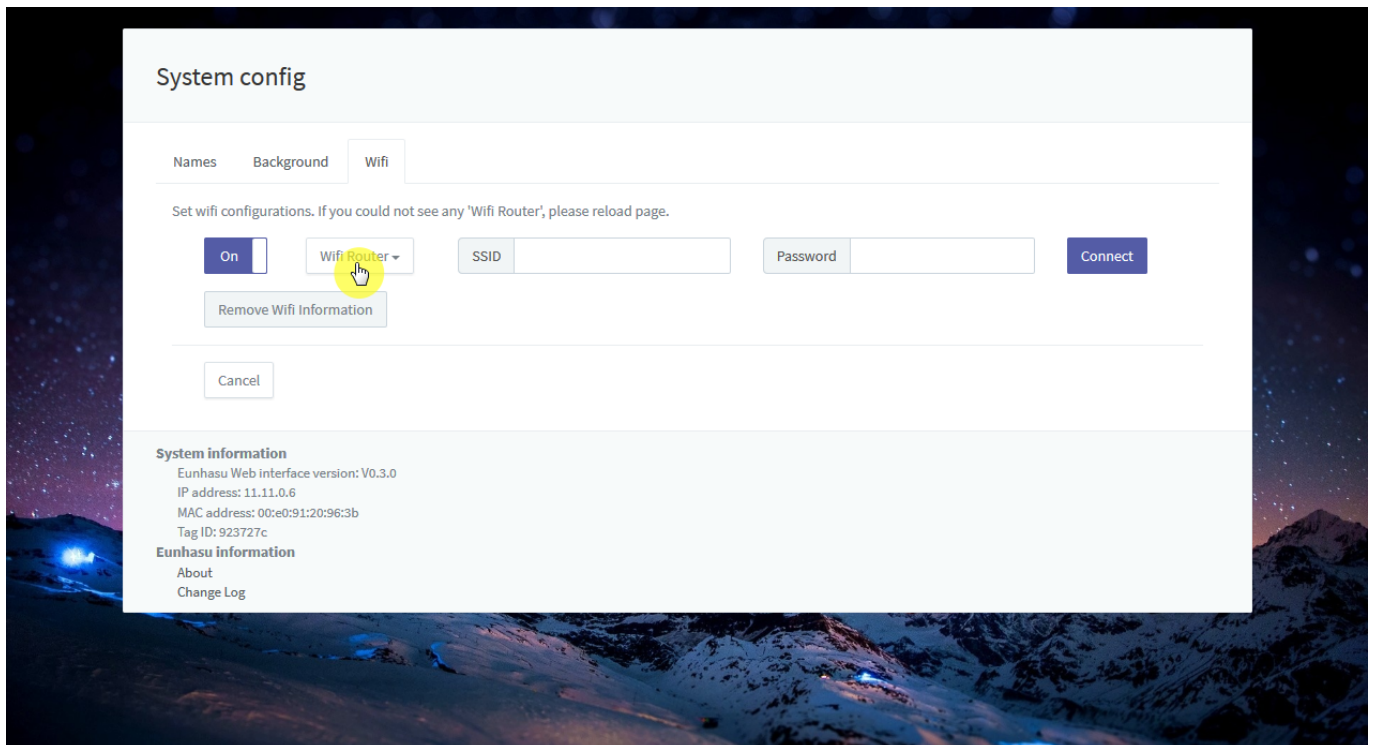 System config
Names Background Wifi
Set wifi configurations. If you could not see any 'Wifi Router', please reload page.
On Wifi Router SSID Password Connect
Remove Wifi Information
Cancel
System information
Eunhasu Web interface version: V0.3.0
IP address: 11.11.0.6
MAC address: 00:e0:91:20:96:3b
Tag ID: 923727c
Eunhasu information
About
Change Log